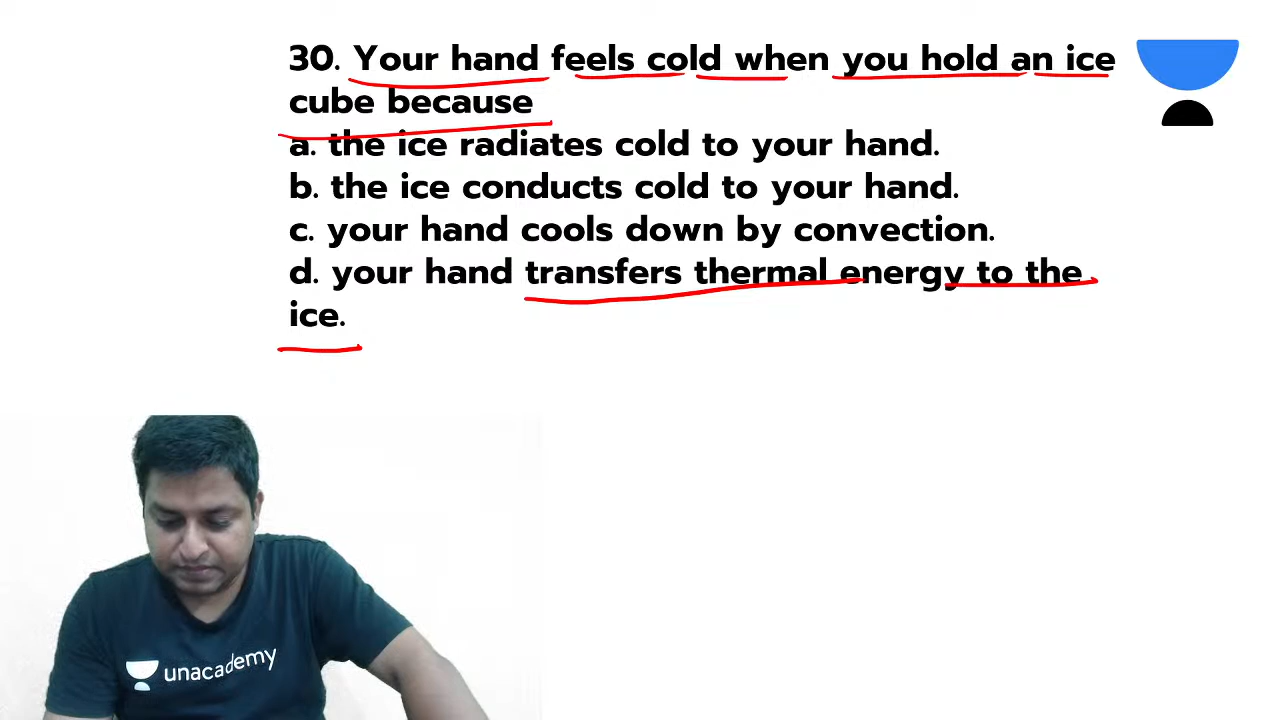 30. Your hand feels cold when you hold an ice
cube because
a. the ice radiates cold to your hand.
b. the ice conducts cold to your hand.
c. your hand cools down by convection.
d. your hand transfers thermal energy to the
ice.
unacademy